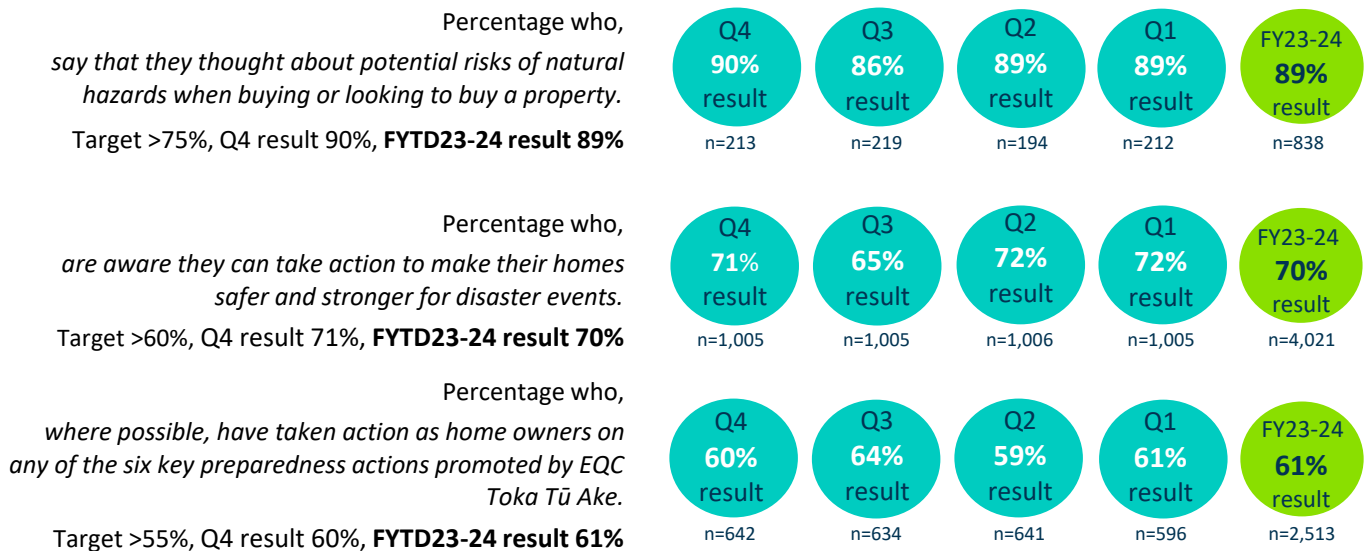 Percentage who,
say that they thought about potential risks of natural
hazards when buying or looking to buy a property.
Target >75%, Q4 result 90%, FYTD23-24 result 89%
Q4
90%
result
n=213
Q3
86%
result
n=219
Q2
89%
result
n=194
Q1
89%
result
n=212
FY23-24
89%
result
n=838
Percentage who,
are aware they can take action to make their homes
safer and stronger for disaster events.
Target >60%, Q4 result 71%, FYTD23-24 result 70%
Q4
71%
result
n=1,005
Q3
65%
result
n=1,005
Q2
72%
result
n=1,006
Q1
72%
result
n=1,005
FY23-24
70%
result
n=4,021
Percentage who,
where possible, have taken action as home owners on
any of the six key preparedness actions promoted by EQC
Toka Tū Ake.
Target >55%, Q4 result 60%, FYTD23-24 result 61%
Q4
60%
result
n=642
Q3
64%
result
n=634
Q2
59%
result
n=641
Q1
61%
result
n=596
FY23-24
61%
result
n=2,513